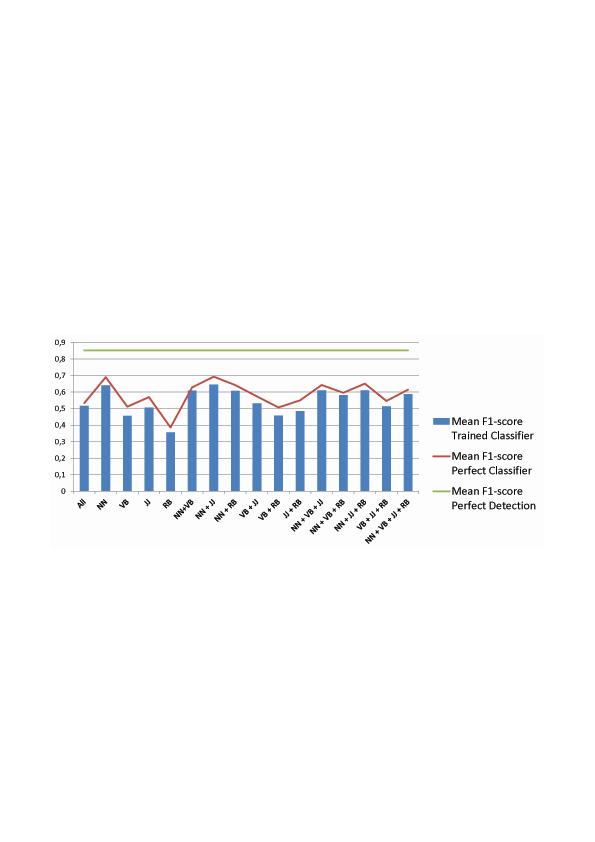 0,9
0,8
0,7
0,6
0,5
0,4
0,3
0,2
0,1
0
All
NN
VB
JJ
RB
NN+VB
NN + JJ
NN + RB
VB + JJ
VB + RB
JJ + RB
NN + VB + JJ
NN + VB + RB
NN + JJ + RB
VB + JJ + RB
NN + VB + JJ + RB
Mean F1-score
Trained Classifier
Mean F1-score
Perfect Classifier
Mean F1-score
Perfect Detection